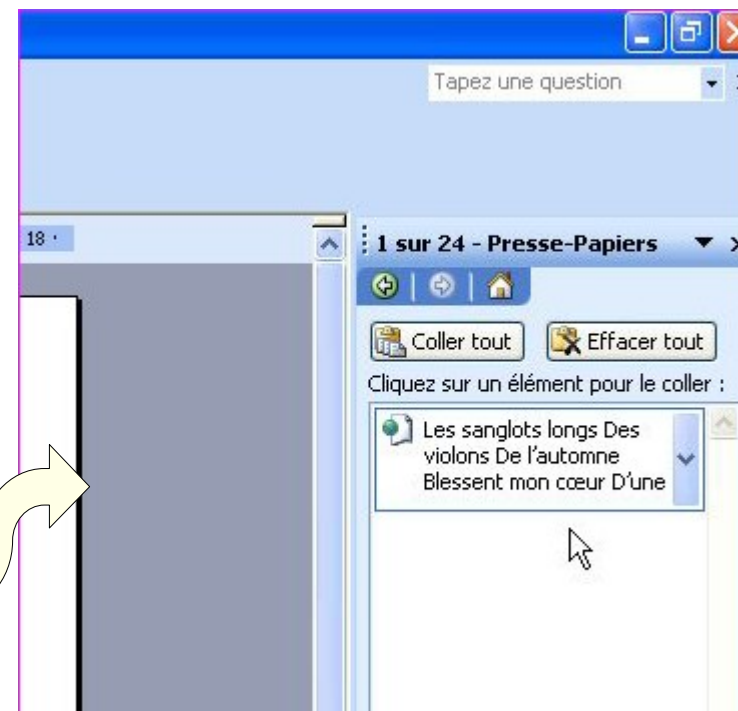 Tapez une question
18 ·
1 sur 24 - Presse-Papiers
Coller tout
Effacer tout
Cliquez sur un élément pour le coller :
Les sanglots longs Des
violons De l’automne
Blessent mon cœur D’une